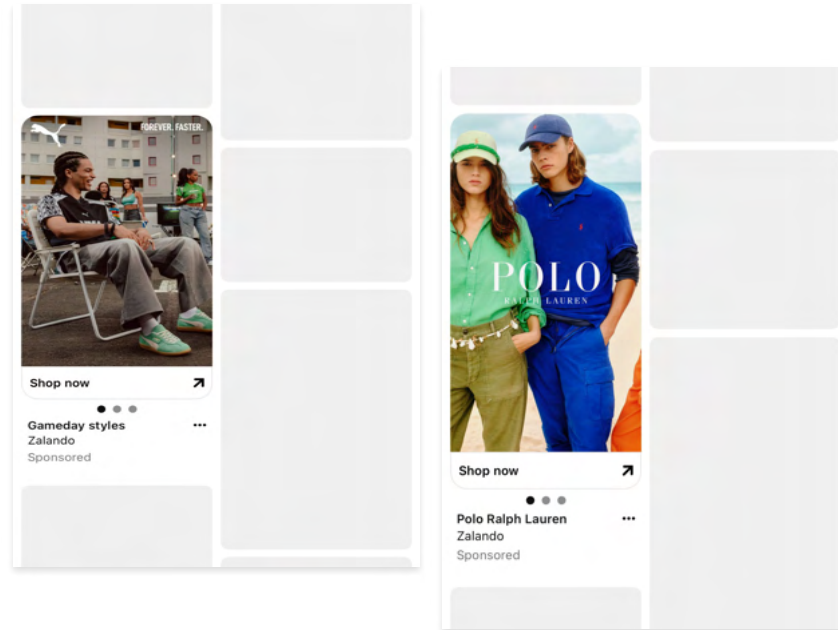 FOREVER. FASTER.
Shop now
Gameday styles
Zalando
Sponsored
POLO
RALPH LAUREN
Shop now
Polo Ralph Lauren
Zalando
Sponsored